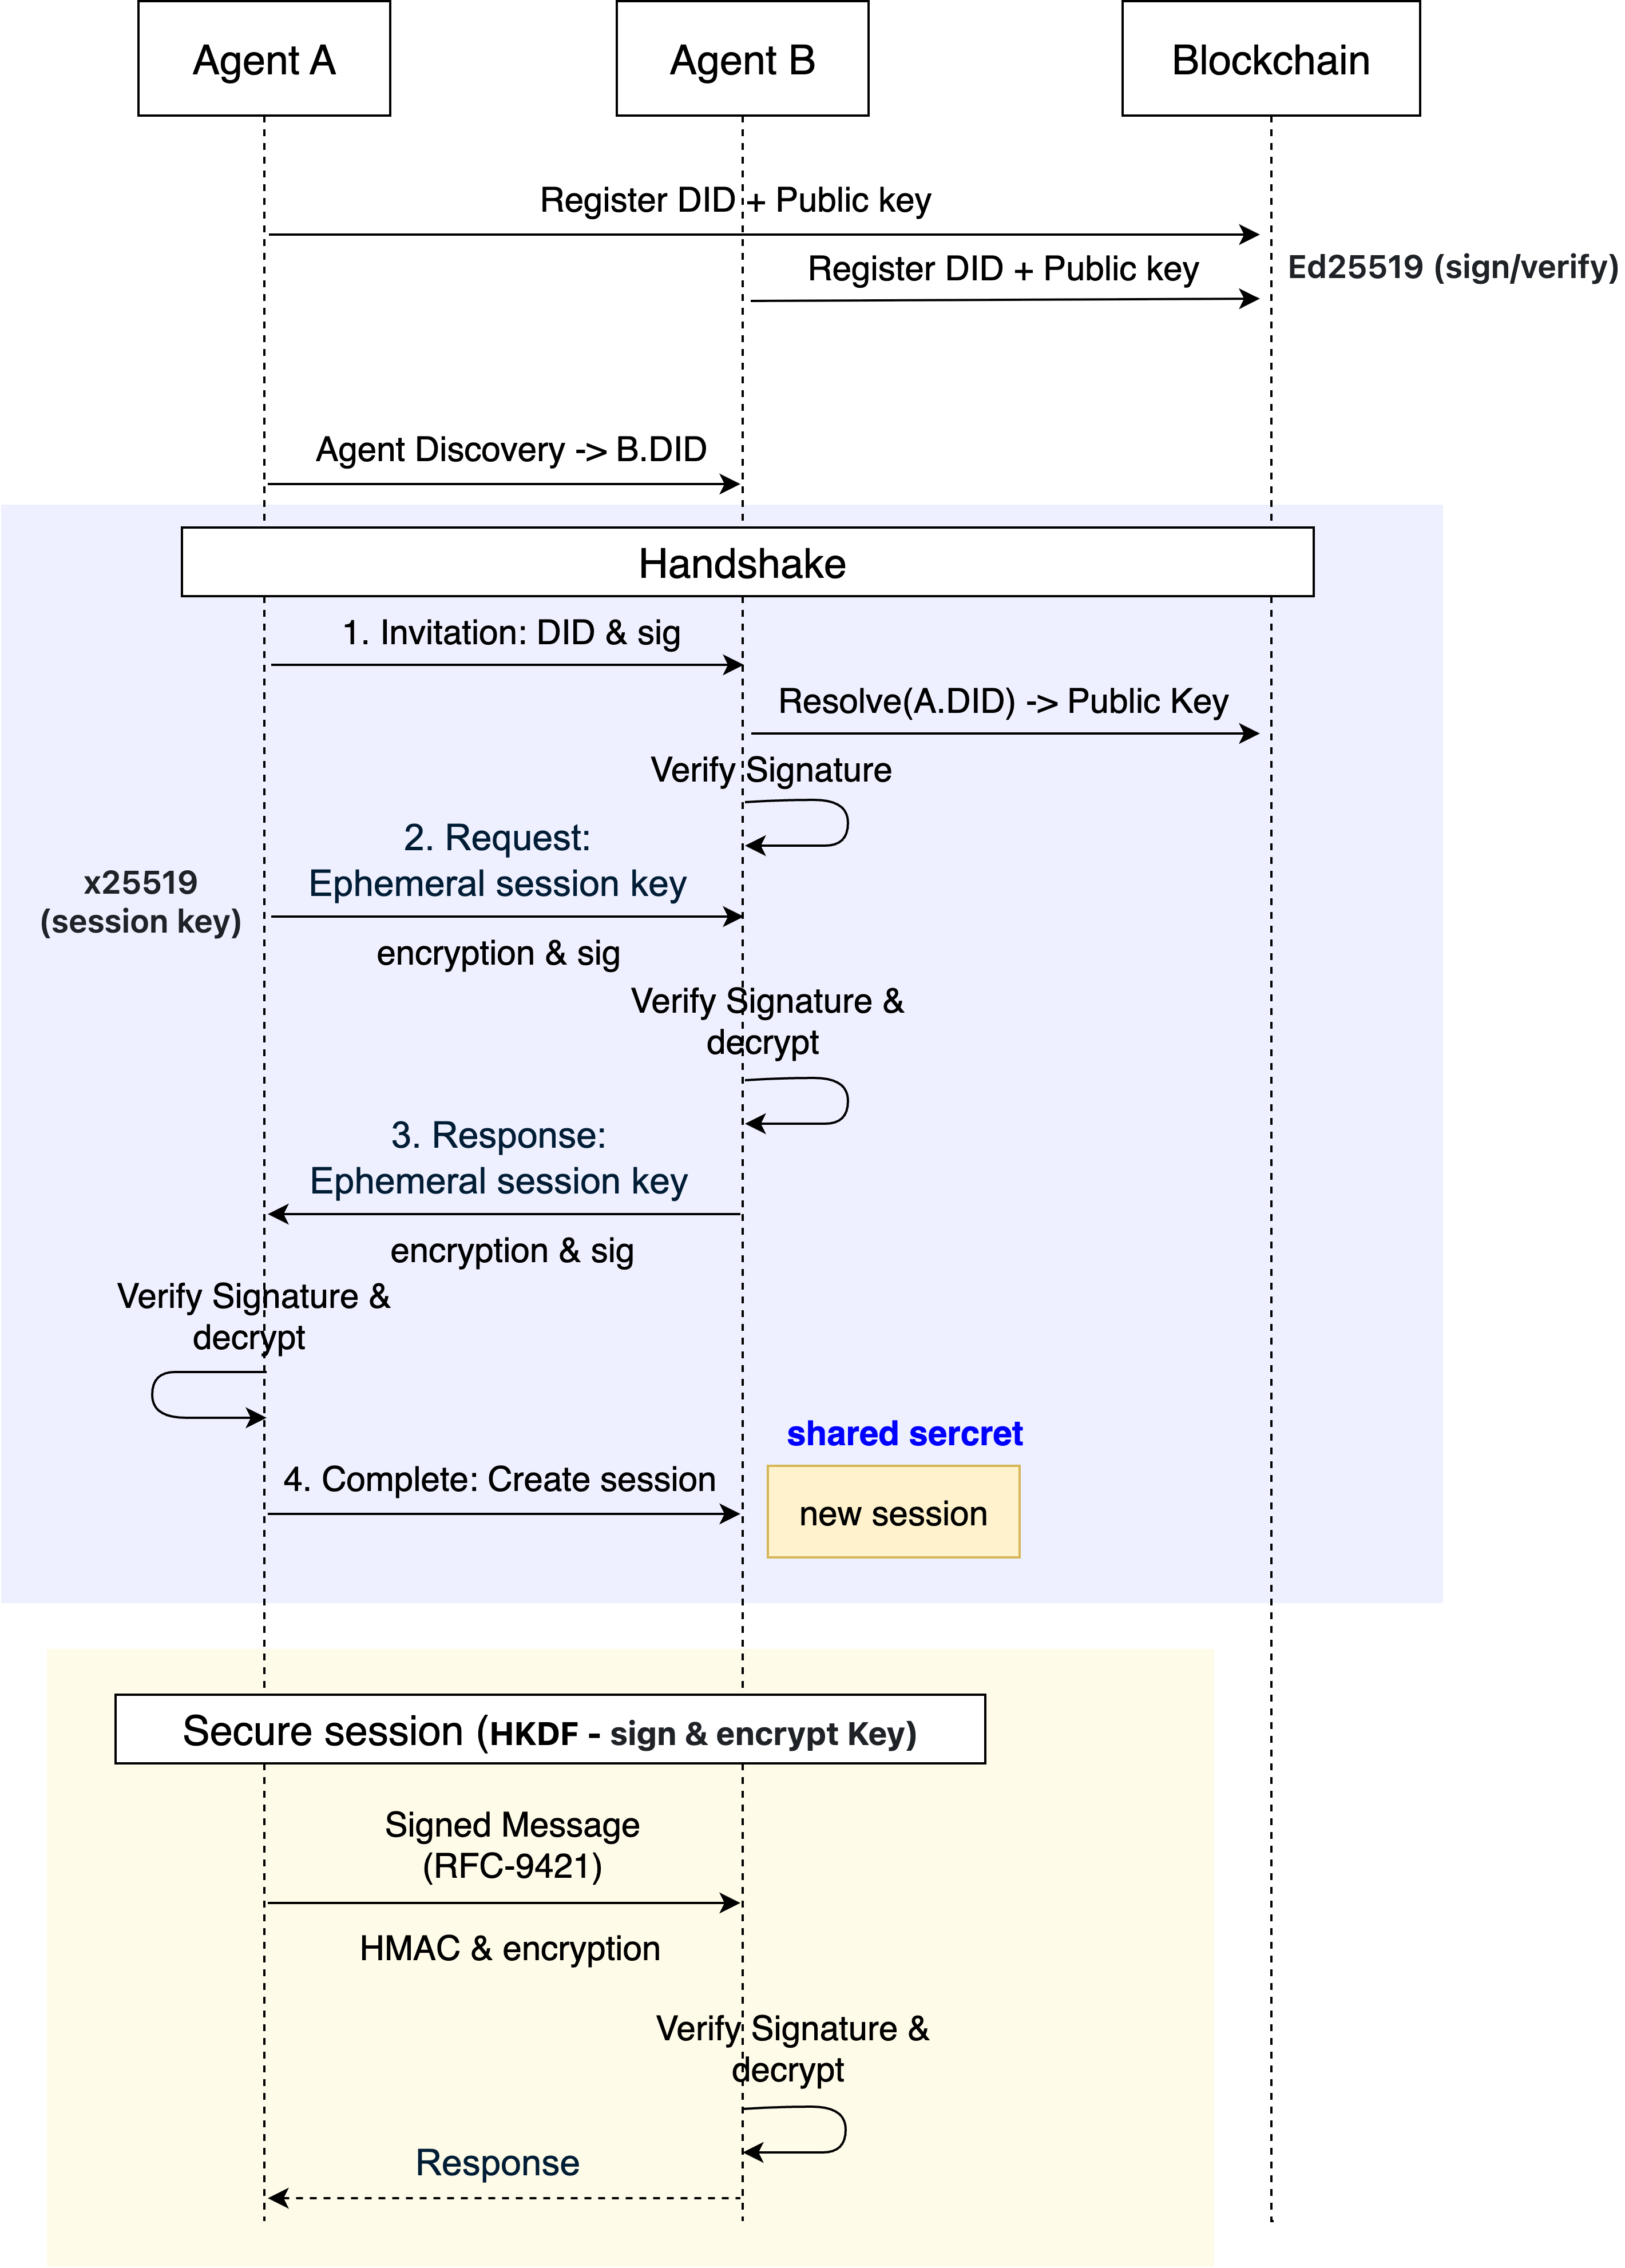 Agent A
Agent B
Blockchain
Register DID + Public key
Register DID + Public key
Ed25519 (sign/verify)
Agent Discovery -> B.DID
Handshake
1. Invitation: DID & sig
Resolve(A.DID) -> Public Key
Verify Signature
2. Request:
Ephemeral session key
x25519
(session key)
encryption & sig
Verify Signature &
decrypt
3. Response:
Ephemeral session key
encryption & sig
Verify Signature &
decrypt
shared sercret
4. Complete: Create session
new session
Secure session (HKDF - sign & encrypt Key)
Signed Message
(RFC-9421)
HMAC & encryption
Verify Signature &
decrypt
Response